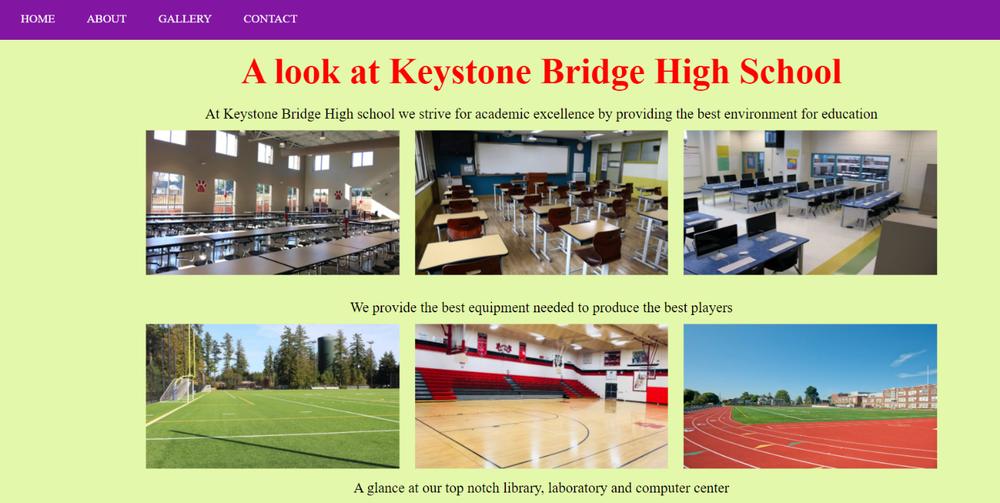 HOME ABOUT GALLERY CONTACT
A look at Keystone Bridge High School
At Keystone Bridge High school we strive for academic excellence by providing the best environment for education
We provide the best equipment needed to produce the best players
A glance at our top notch library, laboratory and computer center